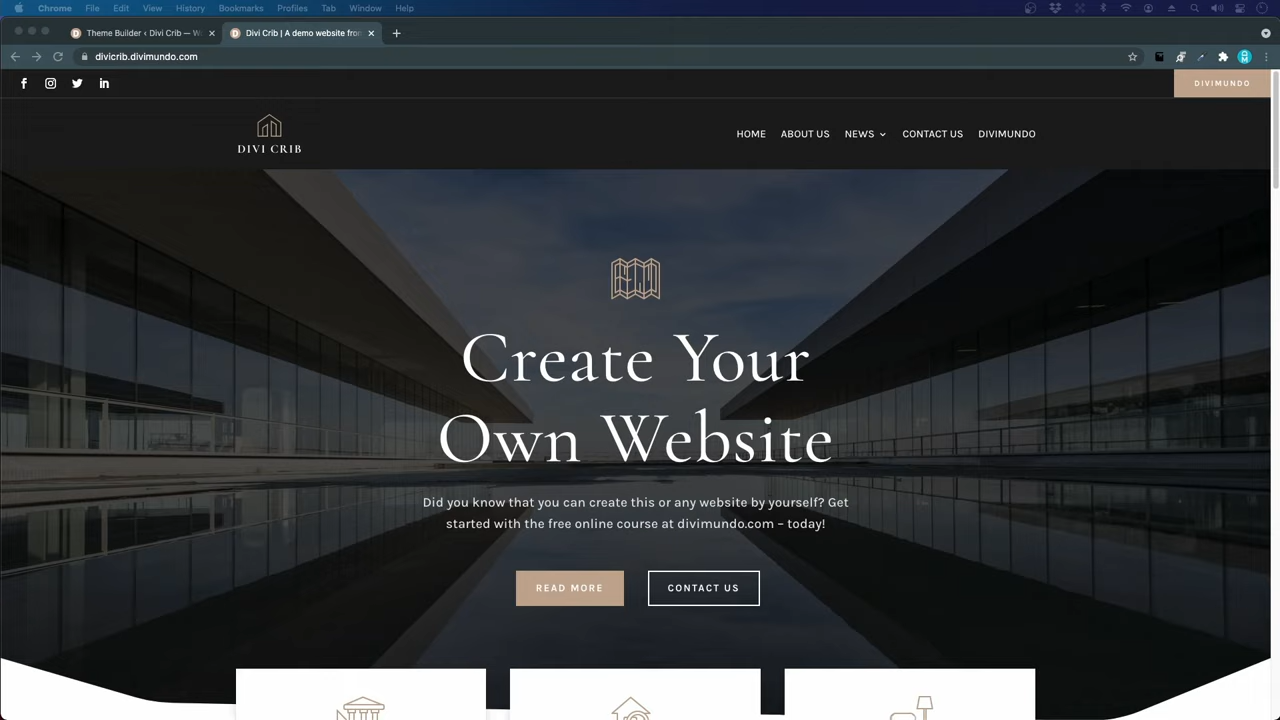 Chrome File Edit View History Bookmarks Profiles Tab Window Help
Theme Builder ‹ Divi Crib — W
Divi Crib | A demo website fro
divicrib.divimundo.com
DIVIMUNDO
DIVI CRIB
HOME ABOUT US NEWS CONTACT US DIVIMUNDO
Create Your
Own Website
Did you know that you can create this or any website by yourself? Get
started with the free online course at divimundo.com – today!
READ MORE CONTACT US